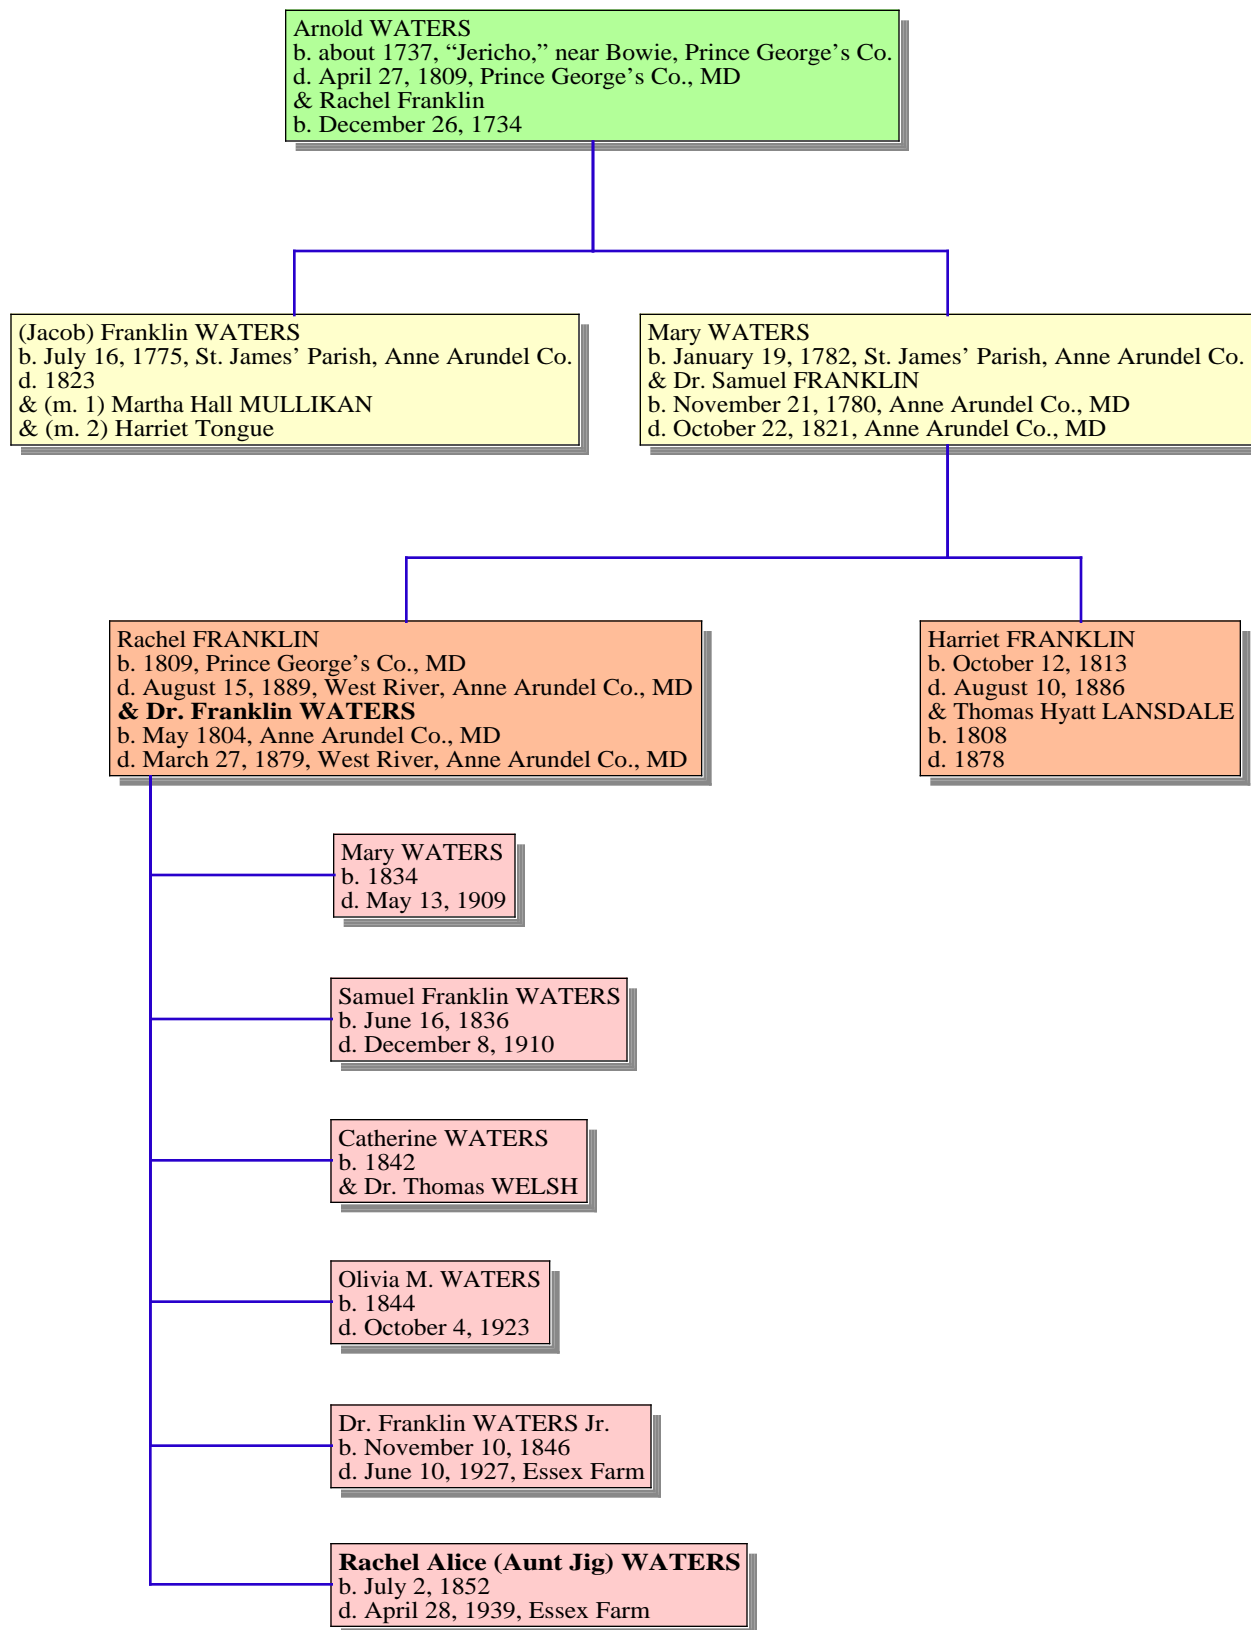 Arnold WATERS
b. about 1737, “Jericho,” near Bowie, Prince George’s Co.
d. April 27, 1809, Prince George’s Co., MD
& Rachel Franklin
b. December 26, 1734
(Jacob) Franklin WATERS
b. July 16, 1775, St. James’ Parish, Anne Arundel Co.
d. 1823
& (m. 1) Martha Hall MULLIKAN
& (m. 2) Harriet Tongue
Mary WATERS
b. January 19, 1782, St. James’ Parish, Anne Arundel Co.
& Dr. Samuel FRANKLIN
b. November 21, 1780, Anne Arundel Co., MD
d. October 22, 1821, Anne Arundel Co., MD
Rachel FRANKLIN
b. 1809, Prince George’s Co., MD
d. August 15, 1889, West River, Anne Arundel Co., MD
& Dr. Franklin WATERS
b. May 1804, Anne Arundel Co., MD
d. March 27, 1879, West River, Anne Arundel Co., MD
Harriet FRANKLIN
b. October 12, 1813
d. August 10, 1886
& Thomas Hyatt LANSDALE
b. 1808
d. 1878
Mary WATERS
b. 1834
d. May 13, 1909
Samuel Franklin WATERS
b. June 16, 1836
d. December 8, 1910
Catherine WATERS
b. 1842
& Dr. Thomas WELSH
Olivia M. WATERS
b. 1844
d. October 4, 1923
Dr. Franklin WATERS Jr.
b. November 10, 1846
d. June 10, 1927, Essex Farm
Rachel Alice (Aunt Jig) WATERS
b. July 2, 1852
d. April 28, 1939, Essex Farm